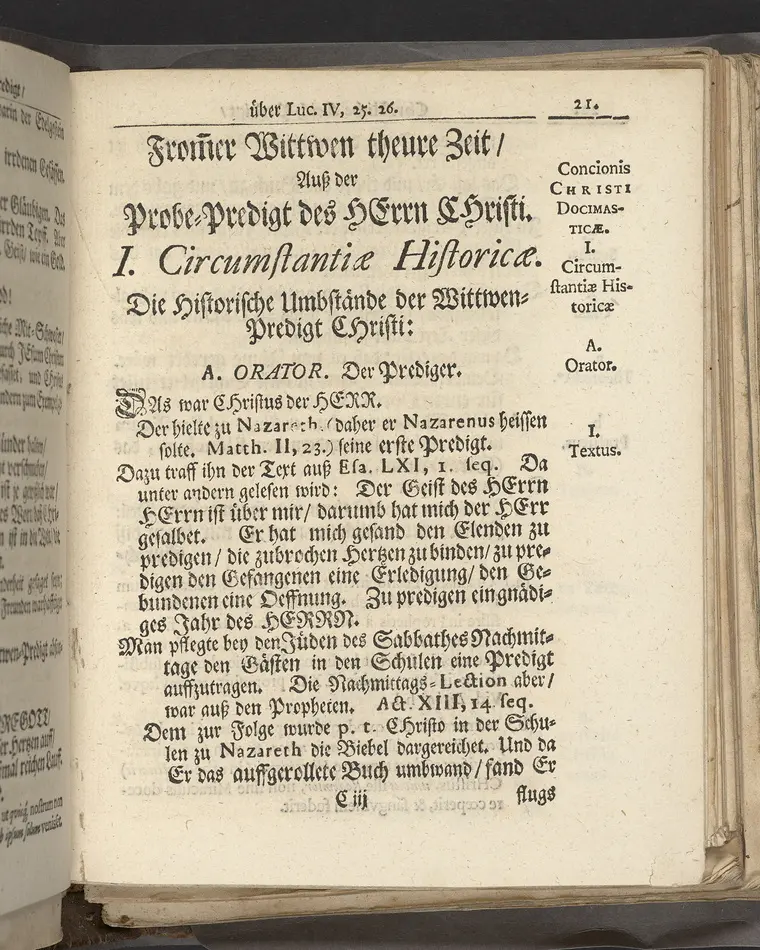 über Luc. IV, 25. 26.
21.
From̃er Wittwen theure Zeit /
Auß der
Probe-Predigt des HErrn CHristi.
I. Circumstantiæ Historicæ.
Die Historische Umbstände der Wittwen-
Predigt CHristi:
A. ORATOR. Der Prediger.
DAs war CHristus der HERR.
Der hielte zu Nazareth. (daher er Nazarenus heissen
solte. Matth. II, 23.) seine erste Predigt.
Dazu traff ihn der Text auß Esa. LXI, 1. seq. Da
unter andern gelesen wird: Der Geist des HErrn
HErrn ist über mir / darumb hat mich der HErr
gesalbet. Er hat mich gesand den Elenden zu
predigen / die zubrochen Hertzen zu binden / zu pre-
digen den Gefangenen eine Erledigung / den Ge-
bundenen eine Oeffnung. Zu predigen ein gnädi-
ges Jahr des HERRN.
Man pflegte bey den Jüden des Sabbathes Nachmit-
tage den Gästen in den Schulen eine Predigt
auffzutragen. Die Nachmittags-Lection aber /
war auß den Propheten. Act. XIII, 14 seq.
Dem zur Folge wurde p. t. CHristo in der Schu-
len zu Nazareth die Biebel dargereichet. Und da
Er das auffgerollete Buch umbwand / fand Er
C iij
flugs
Concionis
CHRISTI
DOCIMAS-
TICÆ.
I.
Circum-
stantiæ His-
toricæ
A.
Orator.
I.
Textus.